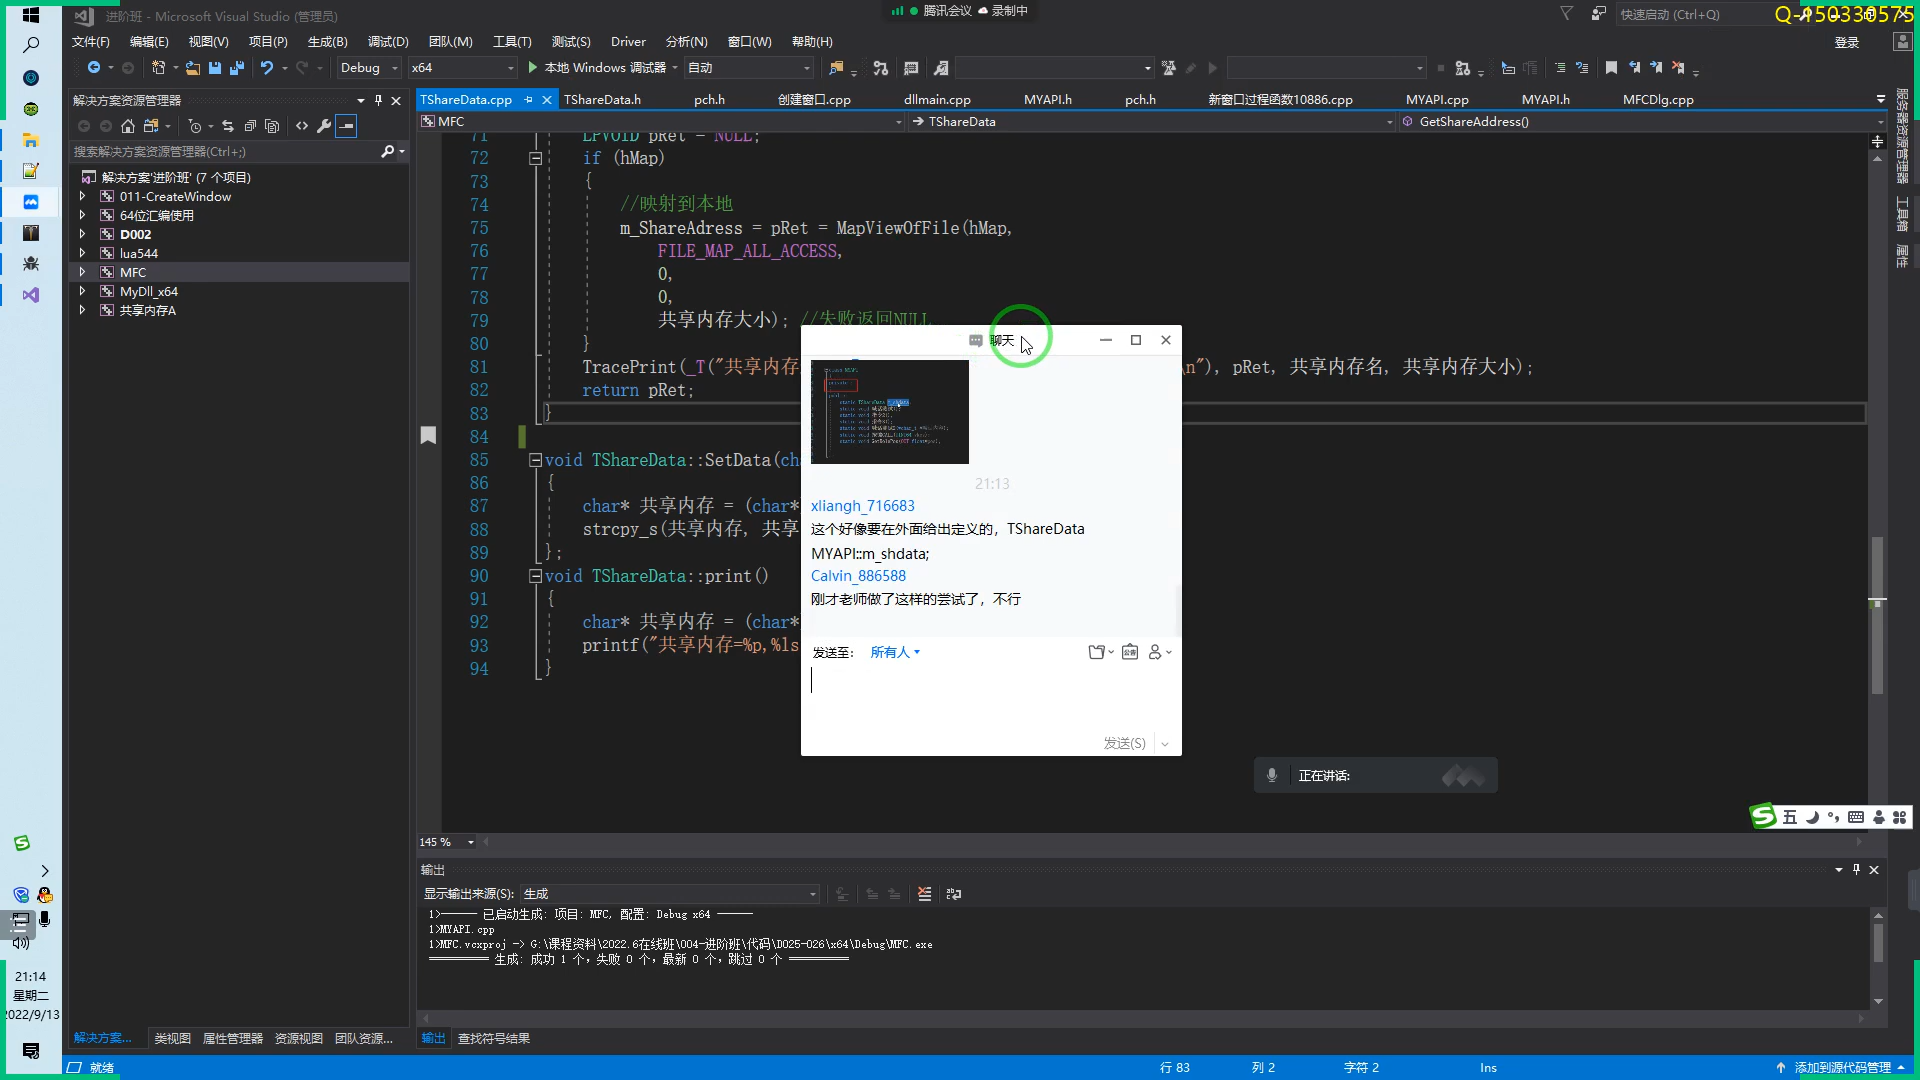 进阶班 - Microsoft Visual Studio (管理员)
腾讯会议 录制中
快速启动 (Ctrl+Q)
Q-150330575
文件(F) 编辑(E) 视图(V) 项目(P) 生成(B) 调试(D) 团队(M) 工具(T) 测试(S) Driver 分析(N) 窗口(W) 帮助(H)
登录
Debug x64 本地 Windows 调试器 自动
解决方案资源管理器
TShareData.cpp TShareData.h pch.h 创建窗口.cpp dllmain.cpp MYAPI.h pch.h 新窗口过程函数10886.cpp MYAPI.cpp MYAPI.h MFCDlg.cpp
MFC TShareData GetShareAddress()
搜索解决方案资源管理器(Ctrl+;)
解决方案'进阶班' (7 个项目)
011-CreateWindow
64位汇编使用
D002
lua544
MFC
MyDll_x64
共享内存A
71 LPVOID pRet = NULL;
72 if (hMap)
73 {
74 //映射到本地
75 m_ShareAdress = pRet = MapViewOfFile(hMap,
76 FILE_MAP_ALL_ACCESS,
77 0,
78 0,
79 共享内存大小); //失败返回NULL
80 }
81 TracePrint(_T("共享内存 \n"), pRet, 共享内存名, 共享内存大小);
82 return pRet;
83 }
84
85 void TShareData::SetData(ch
86 {
87 char* 共享内存 = (char*
88 strcpy_s(共享内存, 共享
89 };
90 void TShareData::print()
91 {
92 char* 共享内存 = (char*
93 printf("共享内存=%p,%ls
94 }
聊天
21:13
xliangh_716683
这个好像要在外面给出定义的，TShareData
MYAPI::m_shdata;
Calvin_886588
刚才老师做了这样的尝试了，不行
发送至: 所有人
发送(S)
正在讲话:
五
服务器资源管理器
工具箱
属性
145 %
输出
显示输出来源(S): 生成
1>------ 已启动生成: 项目: MFC, 配置: Debug x64 ------
1>MYAPI.cpp
1>MFC.vcxproj -> G:\课程资料\2022.6在线班\004-进阶班\代码\D025-026\x64\Debug\MFC.exe
========== 生成: 成功 1 个，失败 0 个，最新 0 个，跳过 0 个 ==========
解决方案... 类视图 属性管理器 资源视图 团队资源...
输出 查找符号结果
21:14
星期二
2022/9/13
就绪
行 83 列 2 字符 2 Ins
添加到源代码管理